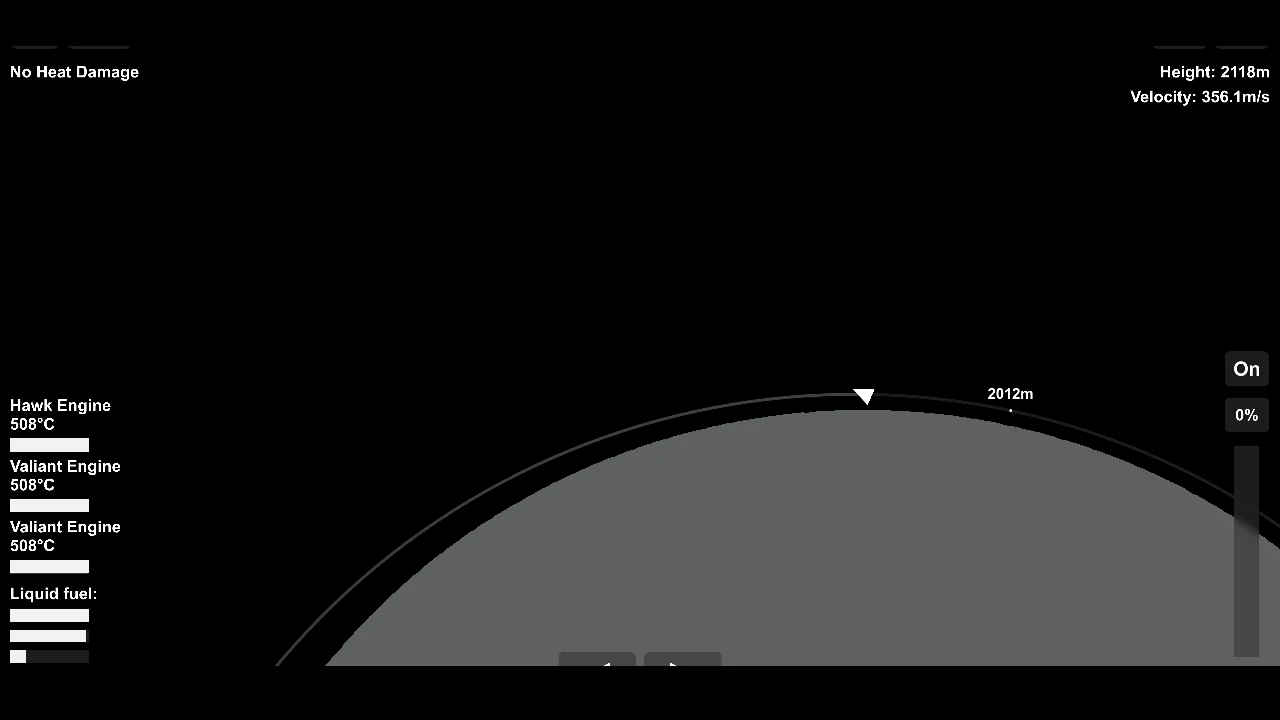 No Heat Damage
Height: 2118m
Velocity: 356.1m/s
2012m
On
0%
Hawk Engine
508°C
Valiant Engine
508°C
Valiant Engine
508°C
Liquid fuel: